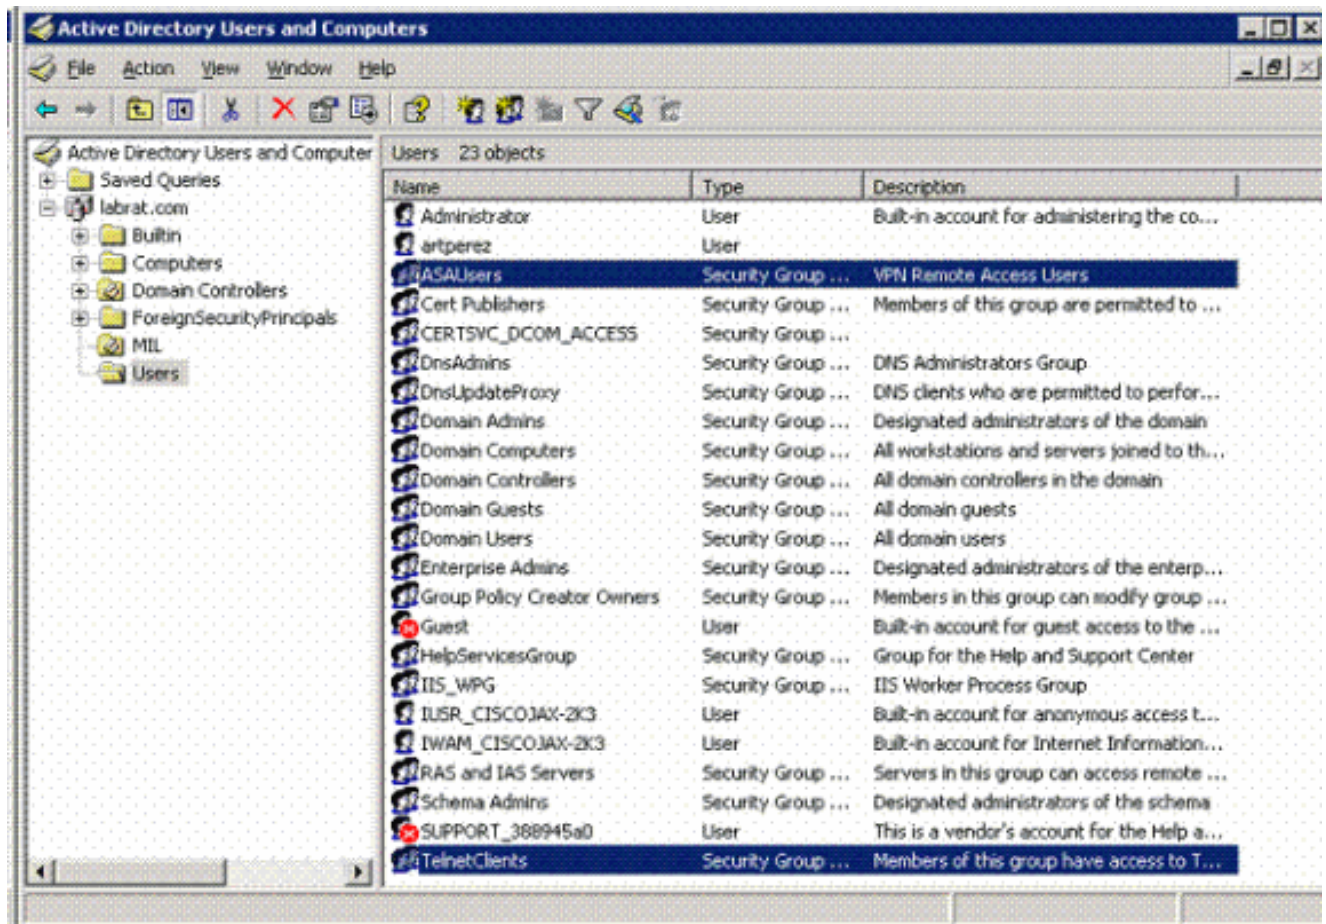 Active Directory Users and Computers
File Action View Window Help
Active Directory Users and Computer
Saved Queries
labrat.com
Builtin
Computers
Domain Controllers
ForeignSecurityPrincipals
MIL
Users
Users 23 objects
Name Type Description
Administrator User Built-in account for administering the co...
artperez User
ASAUsers Security Group ... VPN Remote Access Users
Cert Publishers Security Group ... Members of this group are permitted to ...
CERTSVC_DCOM_ACCESS Security Group ...
DnsAdmins Security Group ... DNS Administrators Group
DnsUpdateProxy Security Group ... DNS clients who are permitted to perfor...
Domain Admins Security Group ... Designated administrators of the domain
Domain Computers Security Group ... All workstations and servers joined to th...
Domain Controllers Security Group ... All domain controllers in the domain
Domain Guests Security Group ... All domain guests
Domain Users Security Group ... All domain users
Enterprise Admins Security Group ... Designated administrators of the enterp...
Group Policy Creator Owners Security Group ... Members in this group can modify group ...
Guest User Built-in account for guest access to the ...
HelpServicesGroup Security Group ... Group for the Help and Support Center
IIS_WPG Security Group ... IIS Worker Process Group
IUSR_CISCOJAX-2K3 User Built-in account for anonymous access t...
IWAM_CISCOJAX-2K3 User Built-in account for Internet Information...
RAS and IAS Servers Security Group ... Servers in this group can access remote ...
Schema Admins Security Group ... Designated administrators of the schema
SUPPORT_388945a0 User This is a vendor's account for the Help a...
TelnetClients Security Group ... Members of this group have access to T...